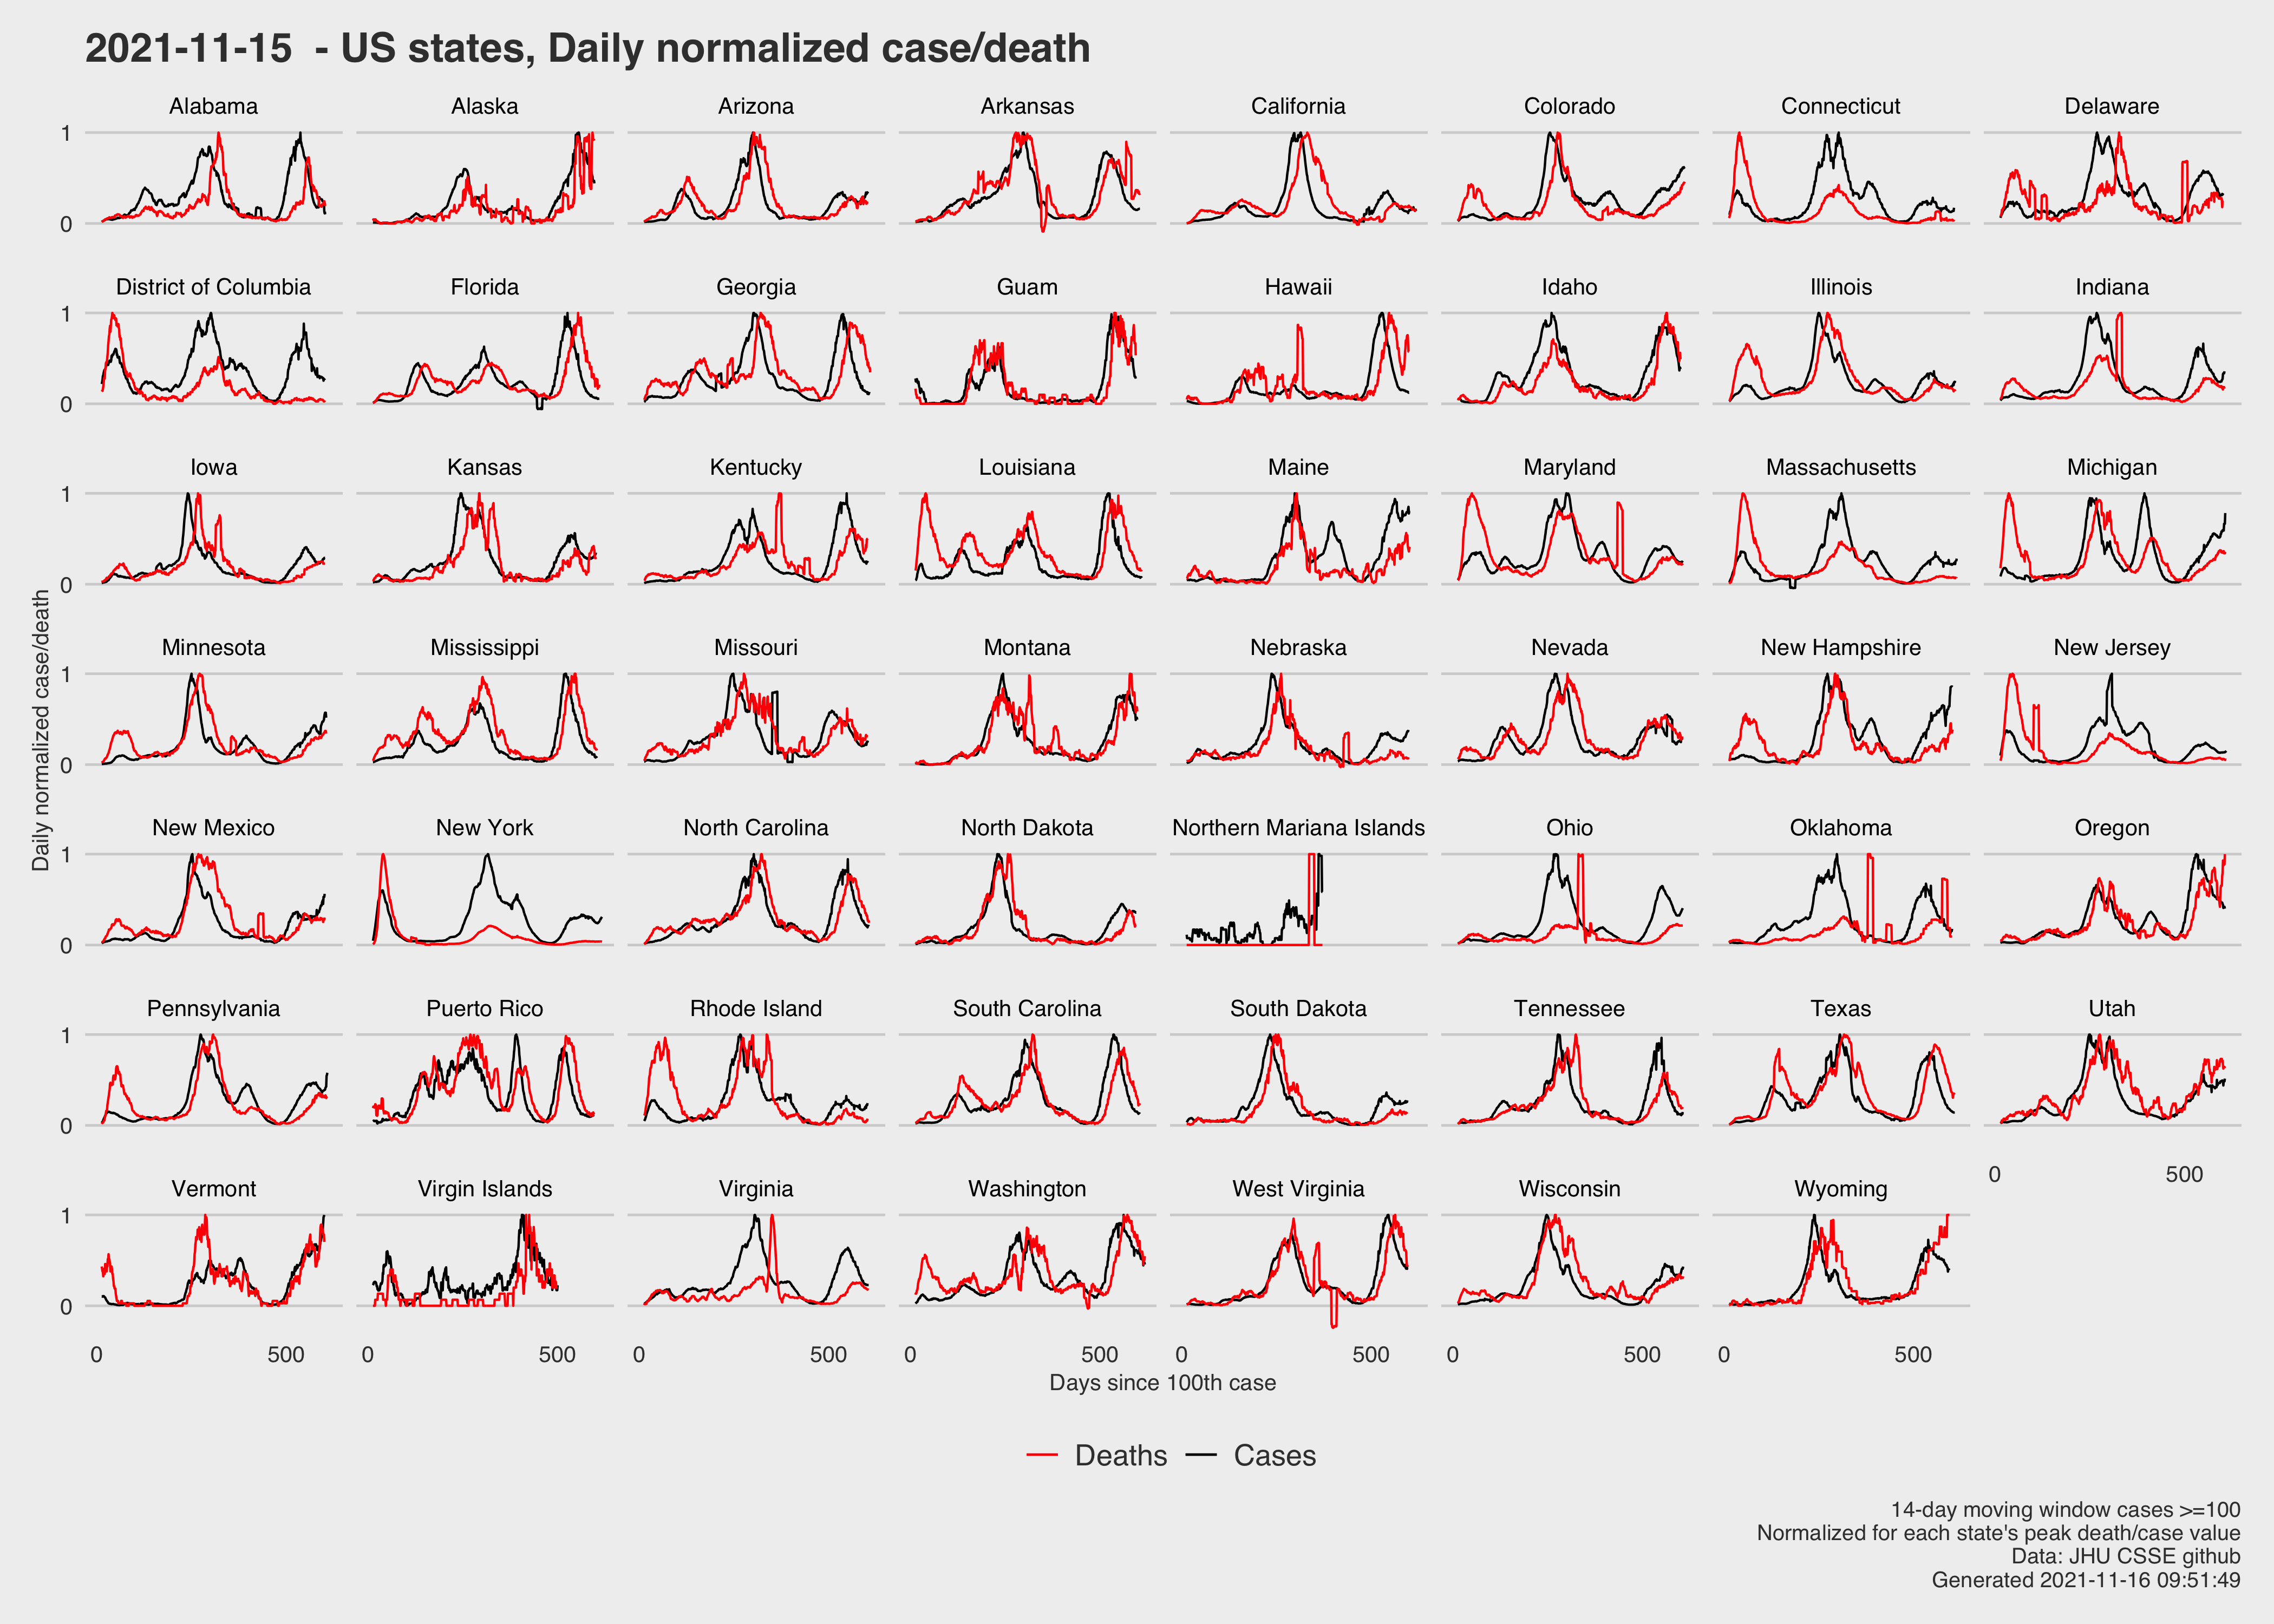 2021-11-15  - US states, Daily normalized case/death
Alabama Alaska Arizona Arkansas California Colorado Connecticut Delaware
1
0
District of Columbia Florida Georgia Guam Hawaii Idaho Illinois Indiana
1
0
Iowa Kansas Kentucky Louisiana Maine Maryland Massachusetts Michigan
1
0
Daily normalized case/death
Minnesota Mississippi Missouri Montana Nebraska Nevada New Hampshire New Jersey
1
0
New Mexico New York North Carolina North Dakota Northern Mariana Islands Ohio Oklahoma Oregon
1
0
Pennsylvania Puerto Rico Rhode Island South Carolina South Dakota Tennessee Texas Utah
1
0
0 500
Vermont Virgin Islands Virginia Washington West Virginia Wisconsin Wyoming
1
0
0 500 0 500 0 500 0 500 0 500 0 500 0 500
Days since 100th case
Deaths Cases
14-day moving window cases >=100
Normalized for each state's peak death/case value
Data: JHU CSSE github
Generated 2021-11-16 09:51:49